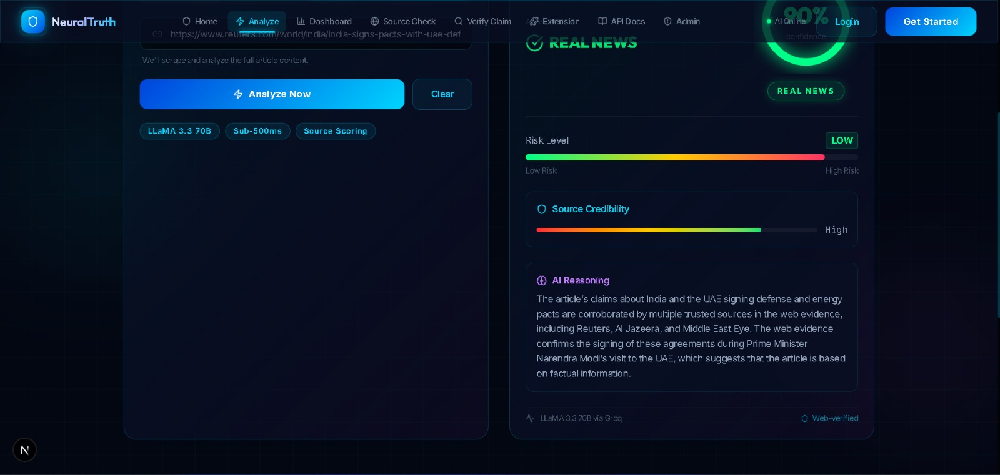 NeuralTruth
Home
Analyze
Dashboard
Source Check
Verify Claim
Extension
API Docs
Admin
AI Online
Login
Get Started
https://www.reuters.com/world/india/india-signs-pacts-with-uae-def
We'll scrape and analyze the full article content.
Analyze Now
Clear
LLaMA 3.3 70B
Sub-500ms
Source Scoring
90%
confidence
REAL NEWS
REAL NEWS
Risk Level
LOW
Low Risk
High Risk
Source Credibility
High
AI Reasoning
The article's claims about India and the UAE signing defense and energy
pacts are corroborated by multiple trusted sources in the web evidence,
including Reuters, Al Jazeera, and Middle East Eye. The web evidence
confirms the signing of these agreements during Prime Minister
Narendra Modi's visit to the UAE, which suggests that the article is based
on factual information.
LLaMA 3.3 70B via Groq
Web-verified
N